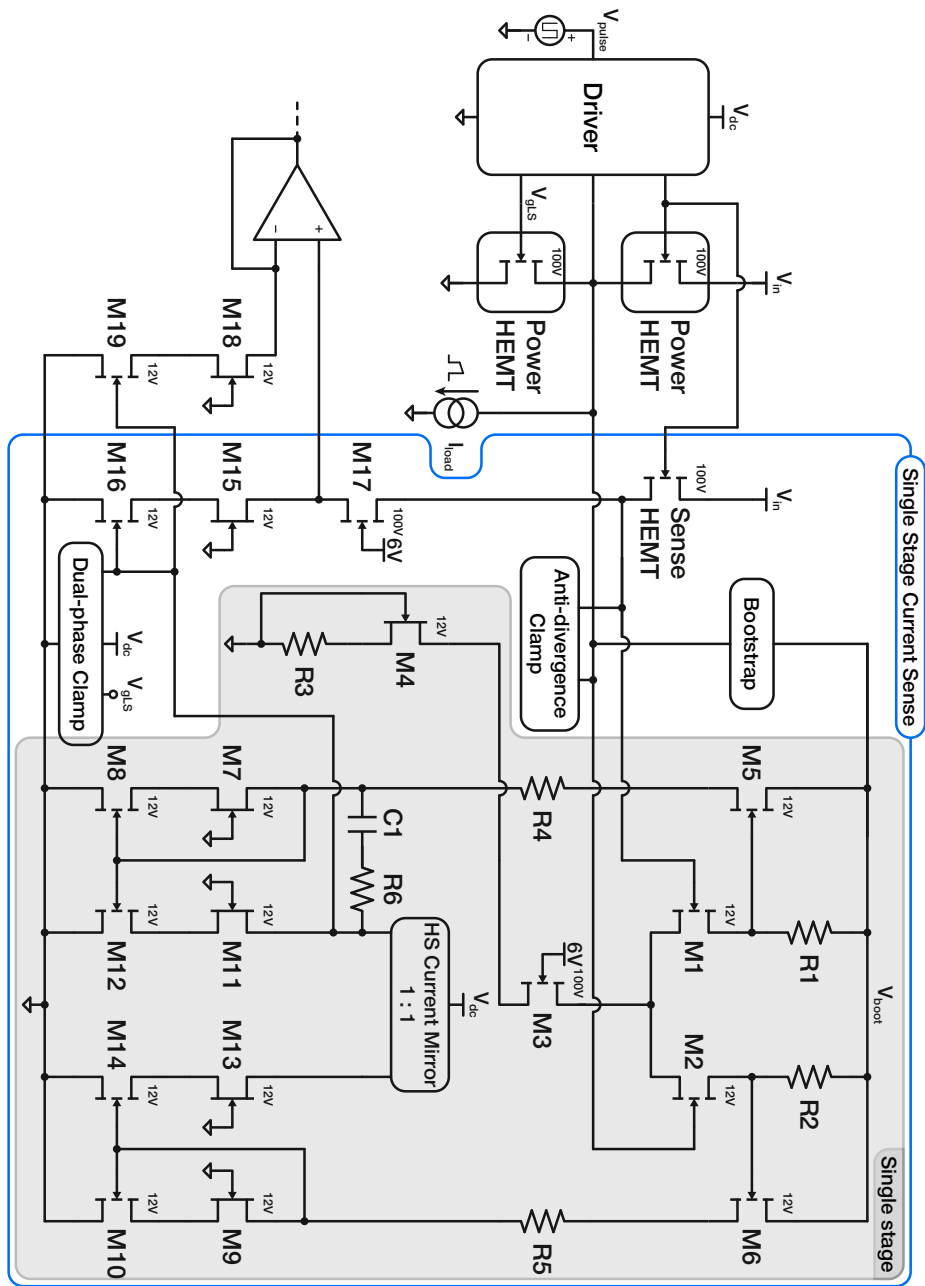 Single Stage Current Sense
Single stage
V_boot
R1
R2
V_in
V_in
V_dc
Bootstrap
100V
100V
M5
12V
M6
12V
Power
HEMT
Sense
HEMT
M1
12V
M2
12V
Driver
V_pulse
+
−
V_gLS
100V
Power
HEMT
Anti-divergence
Clamp
R4
R5
6V
100V
M3
V_dc
I_load
HS Current Mirror
1 : 1
6V
100V
M17
12V
M4
R3
C1
R6
+
−
12V
M18
12V
M15
12V
M7
12V
M11
12V
M13
12V
M9
V_dc
V_gLS
Dual-phase Clamp
12V
M19
12V
M16
12V
M8
12V
M12
12V
M14
12V
M10